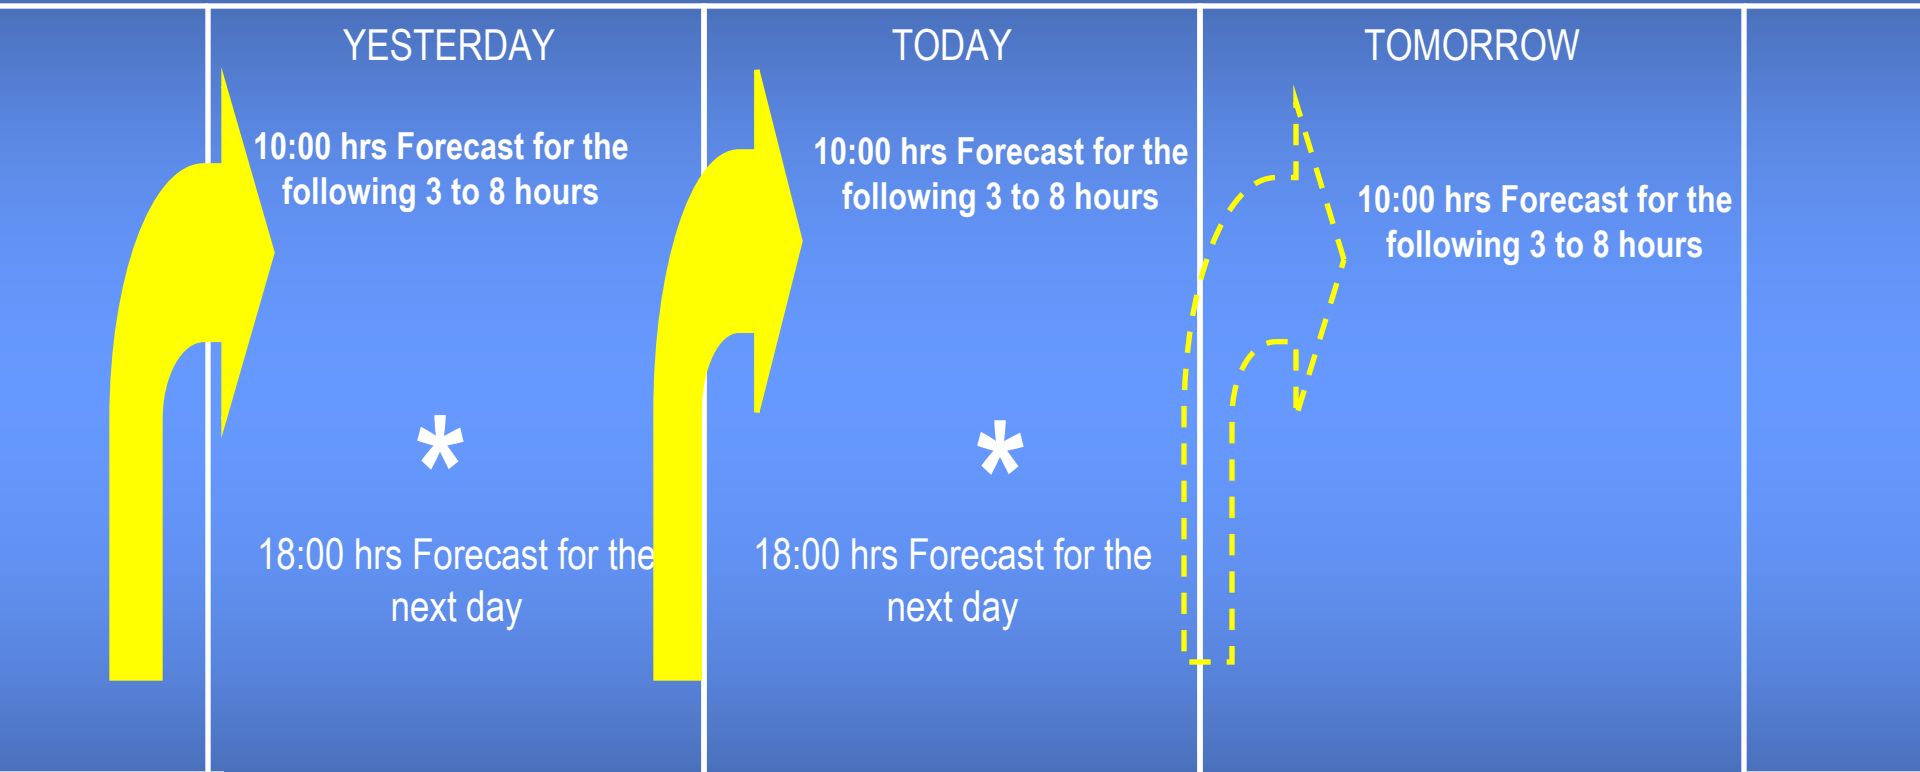 YESTERDAY
10:00 hrs Forecast for the
following 3 to 8 hours
*
18:00 hrs Forecast for the
next day
TODAY
10:00 hrs Forecast for the
following 3 to 8 hours
*
18:00 hrs Forecast for the
next day
TOMORROW
10:00 hrs Forecast for the
following 3 to 8 hours